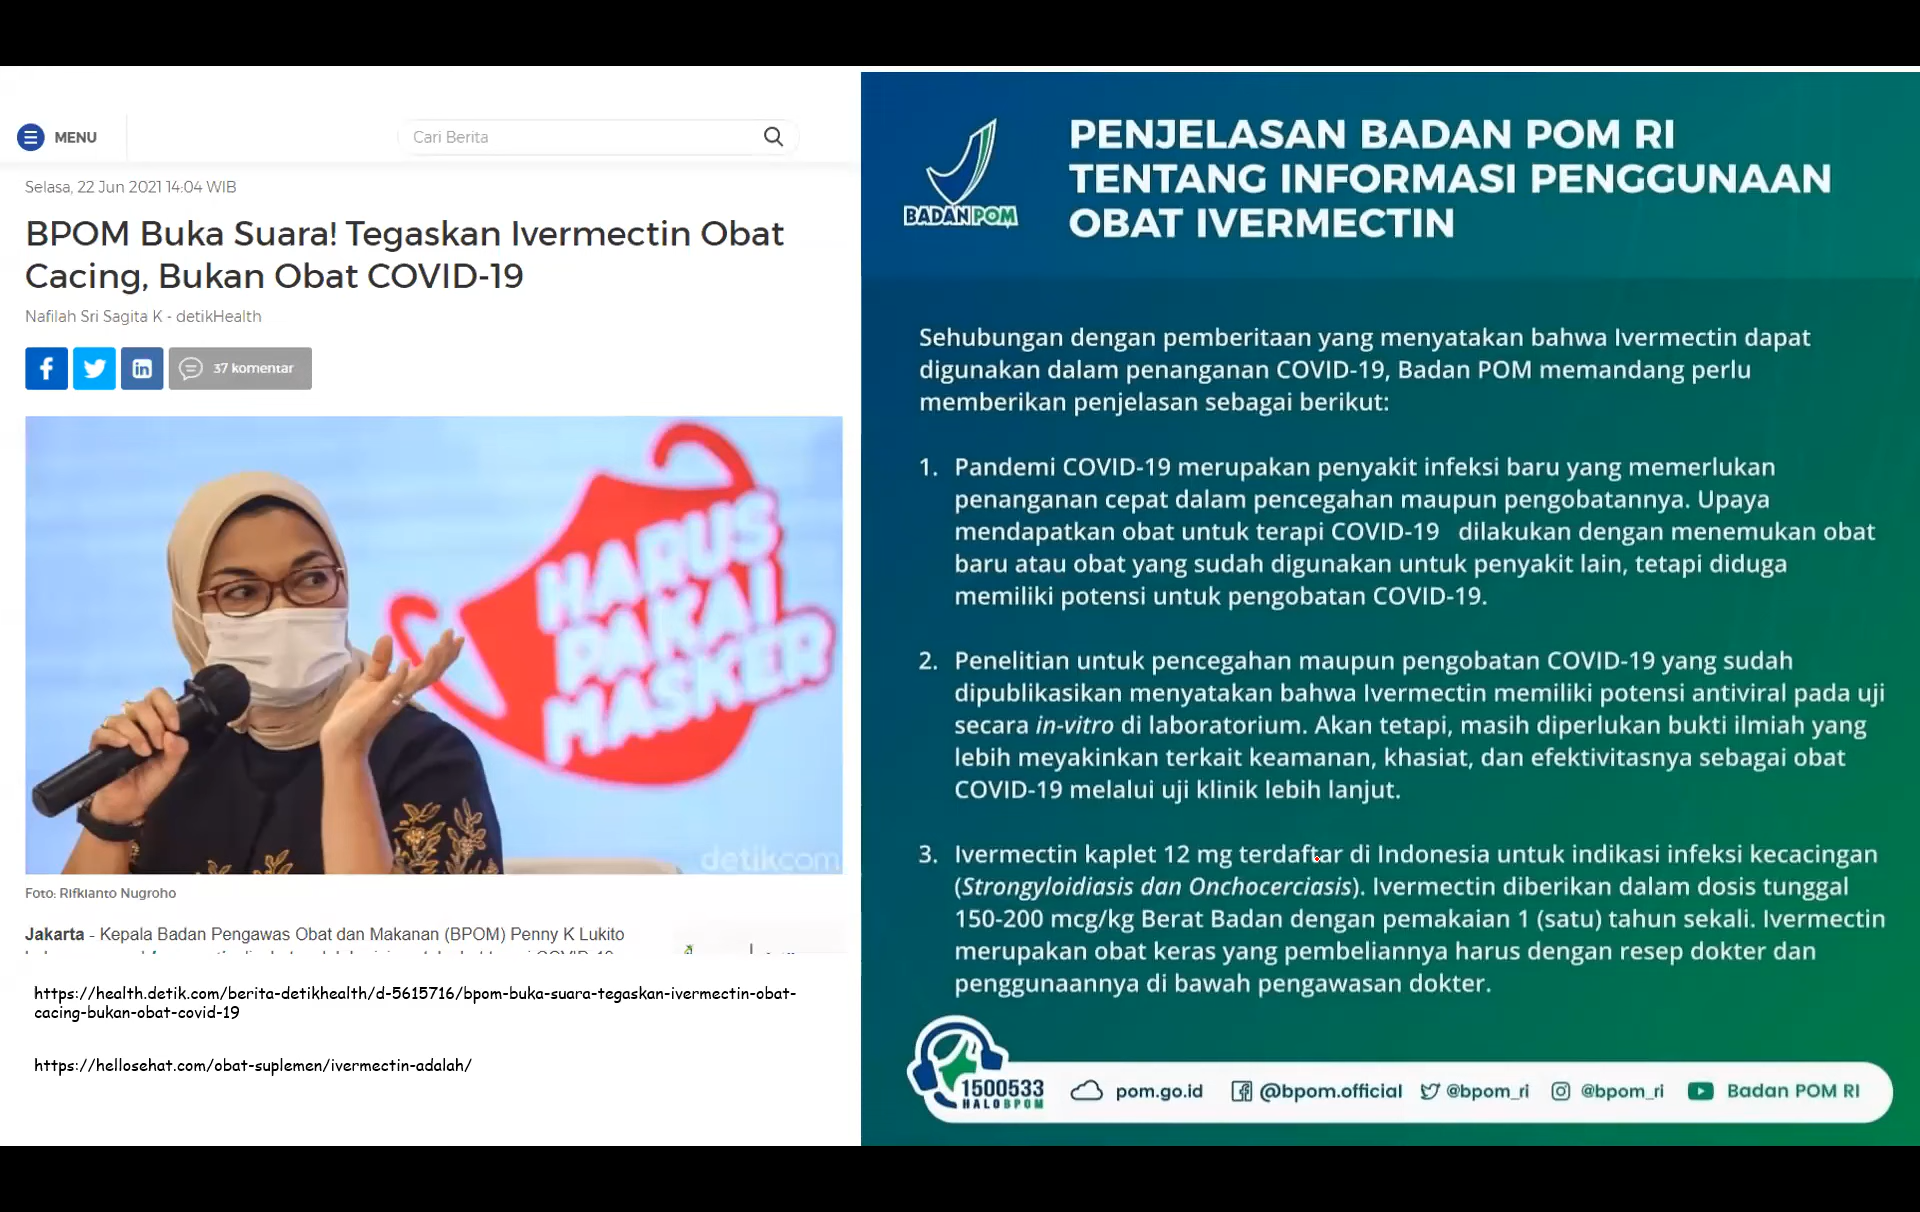 MENU
Cari Berita
Selasa, 22 Jun 2021 14:04 WIB
BPOM Buka Suara! Tegaskan Ivermectin Obat
Cacing, Bukan Obat COVID-19
Nafilah Sri Sagita K - detikHealth
37 komentar
HARUS
PAKAI
MASKER
detikcom
Foto: Rifkianto Nugroho
Jakarta - Kepala Badan Pengawas Obat dan Makanan (BPOM) Penny K Lukito
https://health.detik.com/berita-detikhealth/d-5615716/bpom-buka-suara-tegaskan-ivermectin-obat-
cacing-bukan-obat-covid-19
https://hellosehat.com/obat-suplemen/ivermectin-adalah/
BADAN POM
PENJELASAN BADAN POM RI
TENTANG INFORMASI PENGGUNAAN
OBAT IVERMECTIN
Sehubungan dengan pemberitaan yang menyatakan bahwa Ivermectin dapat
digunakan dalam penanganan COVID-19, Badan POM memandang perlu
memberikan penjelasan sebagai berikut:
1. Pandemi COVID-19 merupakan penyakit infeksi baru yang memerlukan
penanganan cepat dalam pencegahan maupun pengobatannya. Upaya
mendapatkan obat untuk terapi COVID-19 dilakukan dengan menemukan obat
baru atau obat yang sudah digunakan untuk penyakit lain, tetapi diduga
memiliki potensi untuk pengobatan COVID-19.
2. Penelitian untuk pencegahan maupun pengobatan COVID-19 yang sudah
dipublikasikan menyatakan bahwa Ivermectin memiliki potensi antiviral pada uji
secara in-vitro di laboratorium. Akan tetapi, masih diperlukan bukti ilmiah yang
lebih meyakinkan terkait keamanan, khasiat, dan efektivitasnya sebagai obat
COVID-19 melalui uji klinik lebih lanjut.
3. Ivermectin kaplet 12 mg terdaftar di Indonesia untuk indikasi infeksi kecacingan
(Strongyloidiasis dan Onchocerciasis). Ivermectin diberikan dalam dosis tunggal
150-200 mcg/kg Berat Badan dengan pemakaian 1 (satu) tahun sekali. Ivermectin
merupakan obat keras yang pembeliannya harus dengan resep dokter dan
penggunaannya di bawah pengawasan dokter.
1500533
HALOBPOM
pom.go.id
@bpom.official
@bpom_ri
@bpom_ri
Badan POM RI